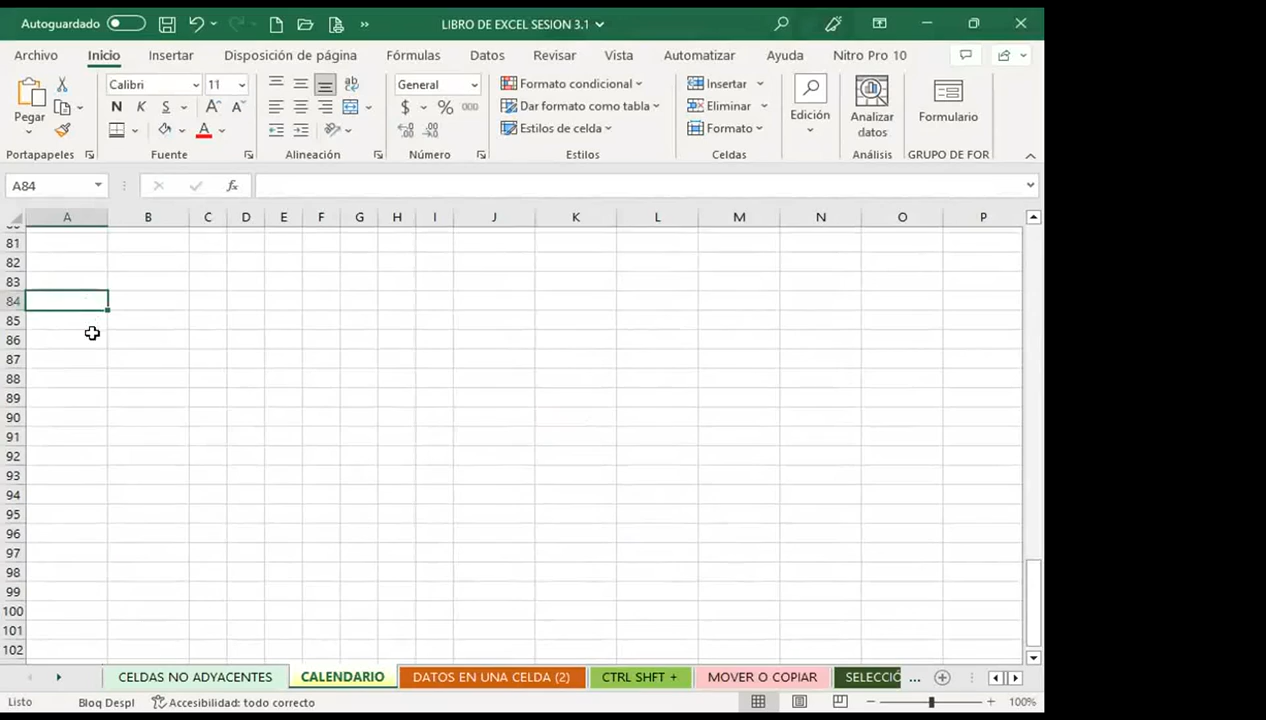 Autoguardado LIBRO DE EXCEL SESION 3.1
Archivo Inicio Insertar Disposición de página Fórmulas Datos Revisar Vista Automatizar Ayuda Nitro Pro 10
Pegar
Calibri 11
N K S
General
$ % 000
Formato condicional
Dar formato como tabla
Estilos de celda
Insertar
Eliminar
Formato
Edición
Analizar datos
Formulario
Portapapeles Fuente Alineación Número Estilos Celdas Análisis GRUPO DE FOR
A84 fx
A B C D E F G H I J K L M N O P
81
82
83
84
85
86
87
88
89
90
91
92
93
94
95
96
97
98
99
100
101
102
CELDAS NO ADYACENTES CALENDARIO DATOS EN UNA CELDA (2) CTRL SHFT + MOVER O COPIAR SELECCIÓ ...
Listo Bloq Despl Accesibilidad: todo correcto 100%